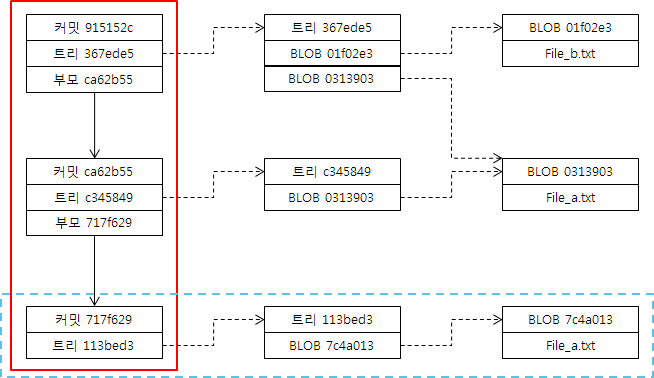 커밋 915152c
트리 367ede5
부모 ca62b55
트리 367ede5
BLOB 01f02e3
BLOB 0313903
BLOB 01f02e3
File_b.txt
커밋 ca62b55
트리 c345849
부모 717f629
트리 c345849
BLOB 0313903
BLOB 0313903
File_a.txt
커밋 717f629
트리 113bed3
트리 113bed3
BLOB 7c4a013
BLOB 7c4a013
File_a.txt